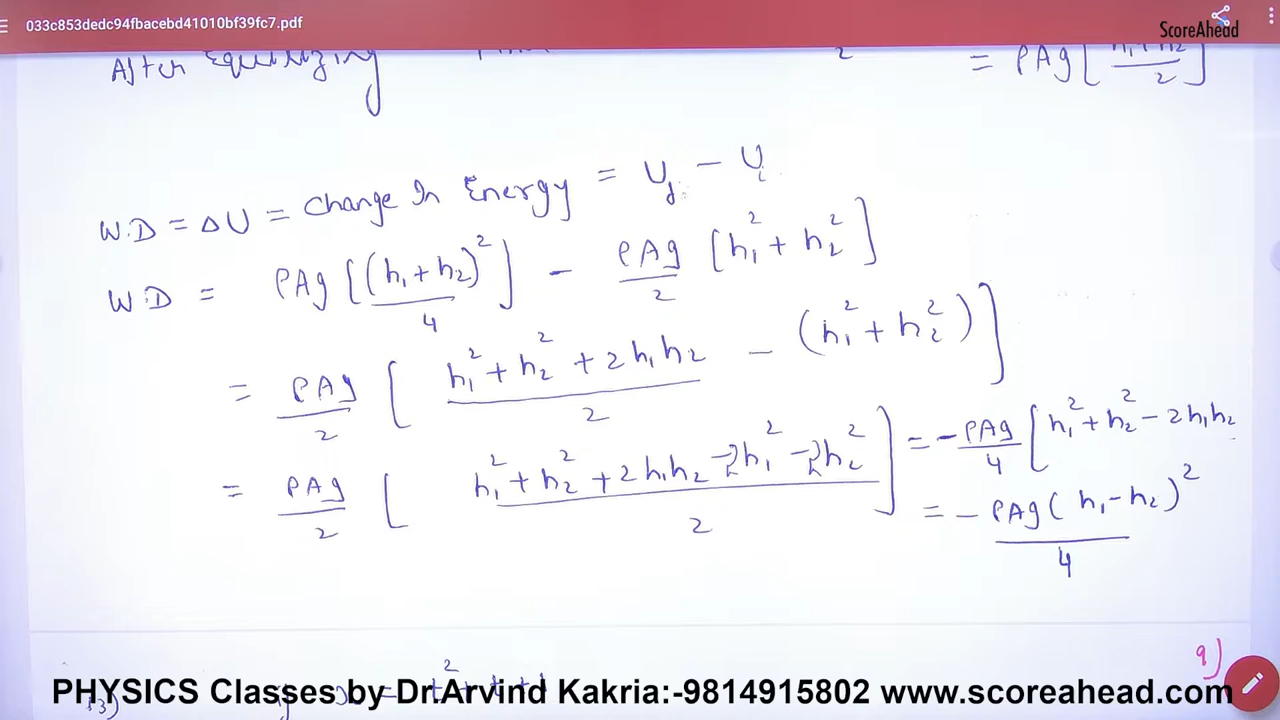 033c853dedc94fbacebd41010bf39fc7.pdf
ScoreAhead
After Equilizing 2 = ρAg[(h₁+h₂)/2]
W.D = ΔU = Change In Energy = U_f − U_i
W.D = ρAg[(h₁+h₂)²/4] − ρAg/2 [h₁² + h₂²]
= ρAg/2 [(h₁² + h₂² + 2h₁h₂)/2 − (h₁² + h₂²)]
= ρAg/2 [(h₁² + h₂² + 2h₁h₂ − 2h₁² − 2h₂²)/2] = −ρAg/4 [h₁² + h₂² − 2h₁h₂
= −ρAg(h₁−h₂)²/4
9)
PHYSICS Classes by Dr.Arvind Kakria:-9814915802 www.scoreahead.com